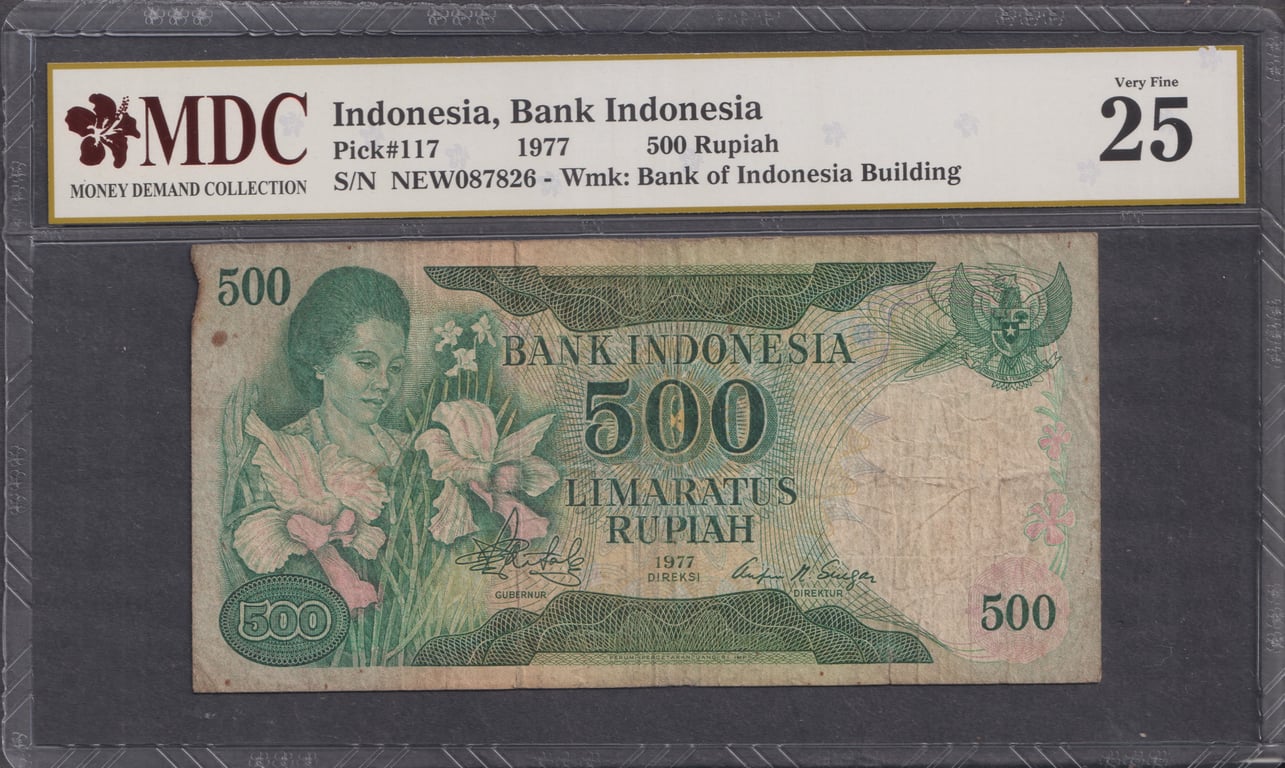 MDC
MONEY DEMAND COLLECTION
Indonesia, Bank Indonesia
Pick#117 1977 500 Rupiah
S/N NEW087826 - Wmk: Bank of Indonesia Building
Very Fine
25
500
BANK INDONESIA
500
LIMARATUS
RUPIAH
1977
DIREKSI
GUBERNUR
DIREKTUR
500
500